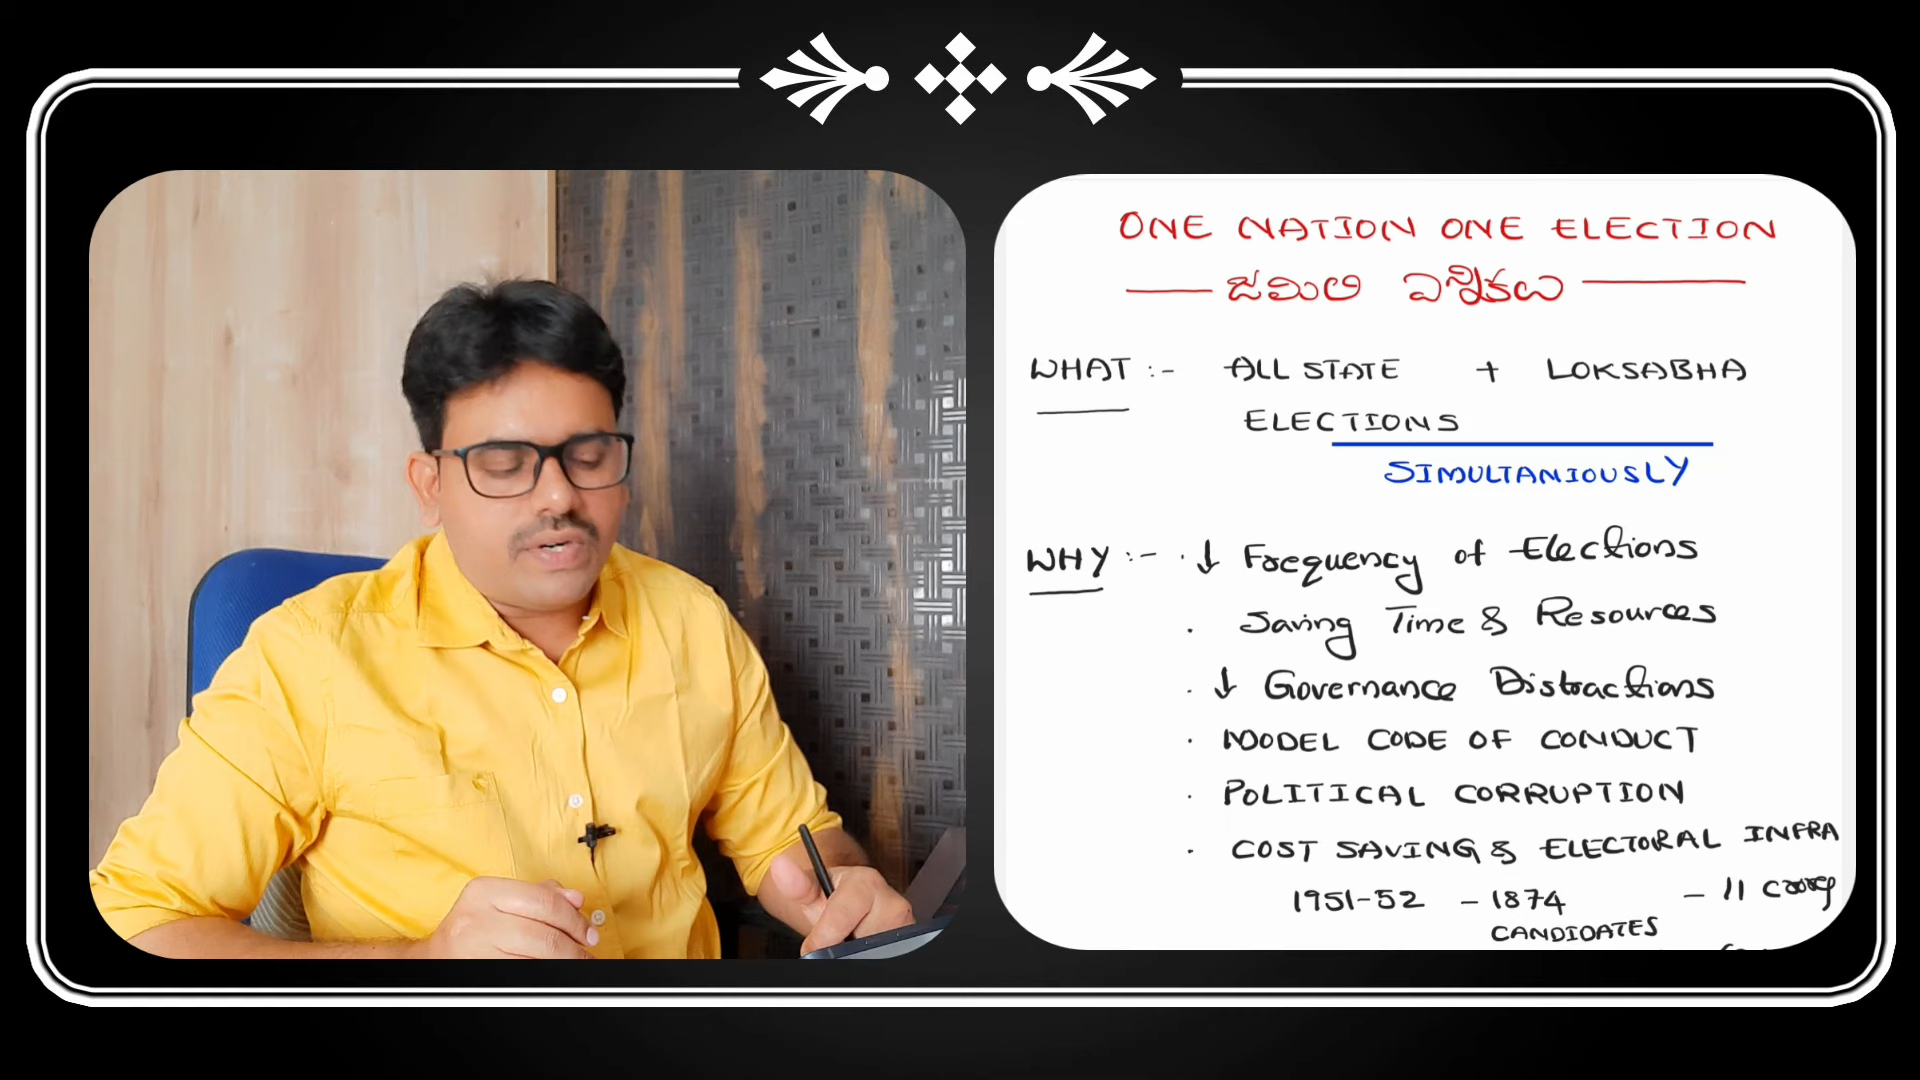 ONE NATION ONE ELECTION
జమిలి ఎన్నికలు
WHAT :- ALL STATE + LOKSABHA
ELECTIONS
SIMULTANIOUSLY
WHY :- . ↓ Frequency of Elections
. Saving Time & Resources
. ↓ Governance Distractions
. MODEL CODE OF CONDUCT
. POLITICAL CORRUPTION
. COST SAVING & ELECTORAL INFRA
1951-52 - 1874 - 11 crores
CANDIDATES